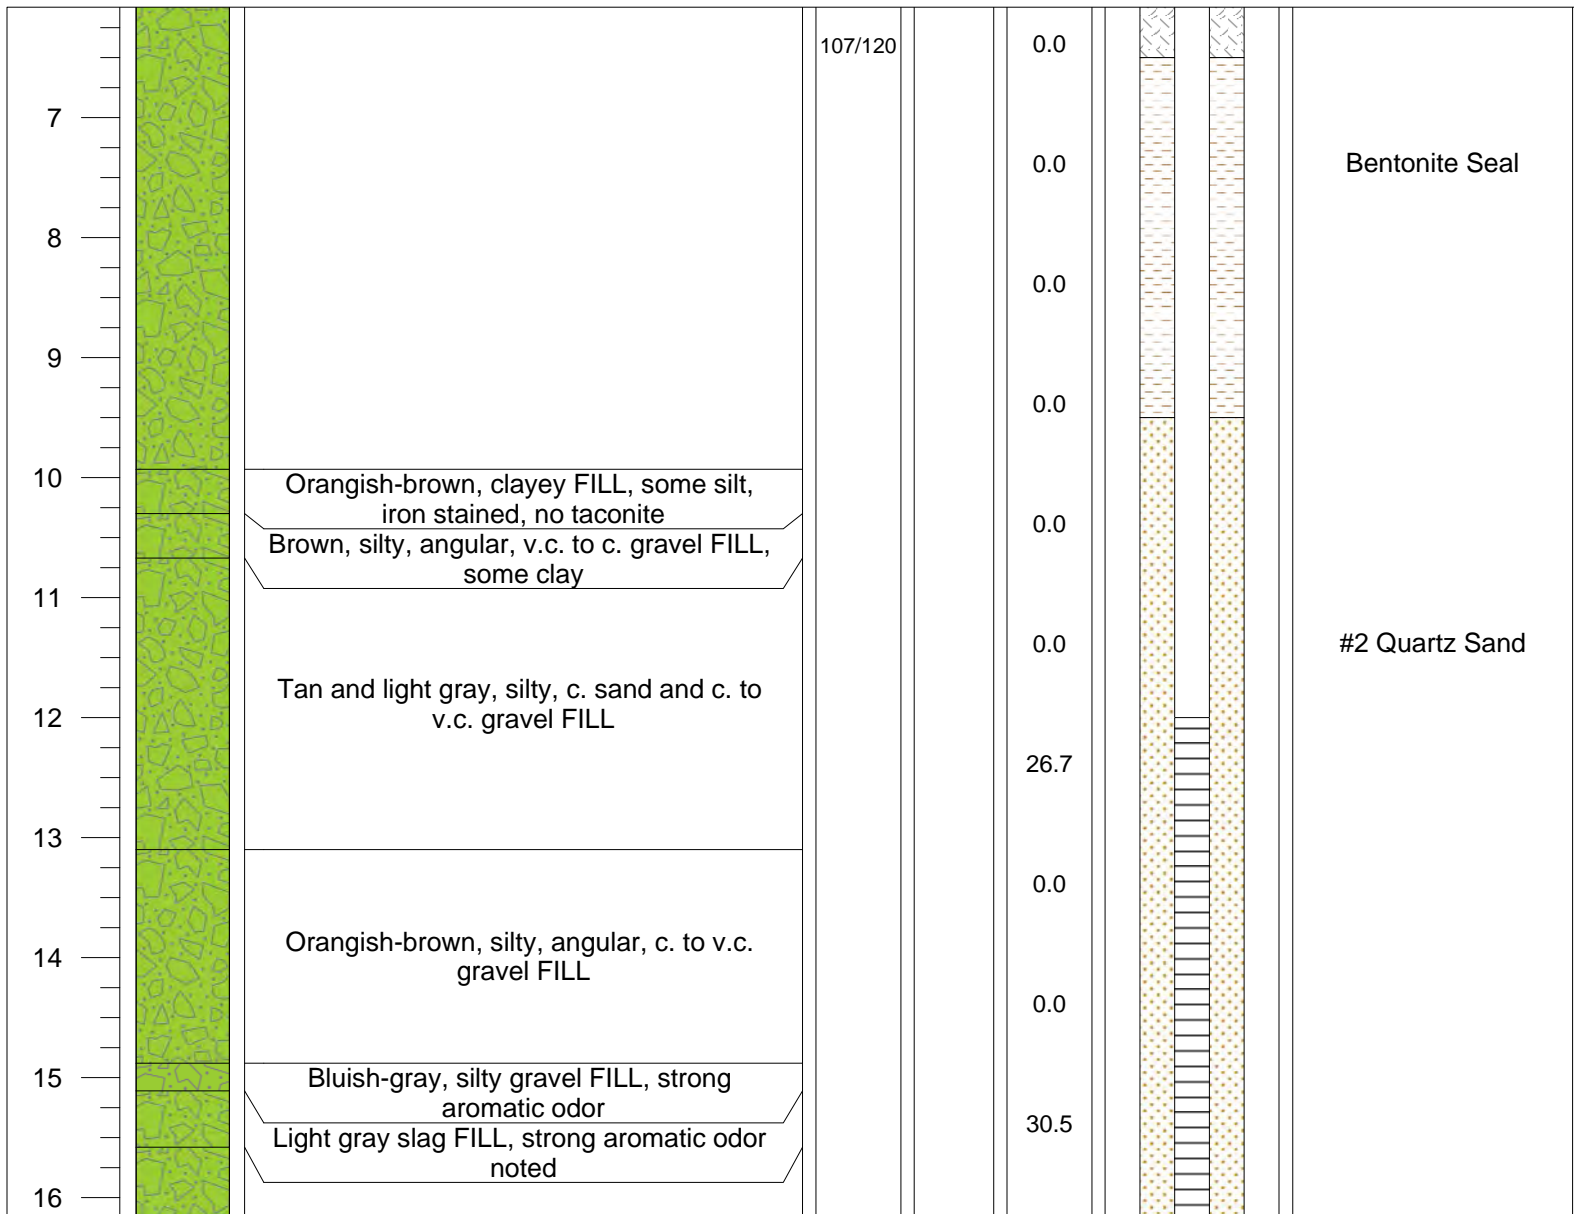 107/120
0.0
7
0.0
Bentonite Seal
8
0.0
9
0.0
10
Orangish-brown, clayey FILL, some silt,
iron stained, no taconite
0.0
Brown, silty, angular, v.c. to c. gravel FILL,
some clay
11
0.0
#2 Quartz Sand
Tan and light gray, silty, c. sand and c. to
v.c. gravel FILL
12
26.7
13
0.0
Orangish-brown, silty, angular, c. to v.c.
gravel FILL
14
0.0
15
Bluish-gray, silty gravel FILL, strong
aromatic odor
30.5
Light gray slag FILL, strong aromatic odor
noted
16